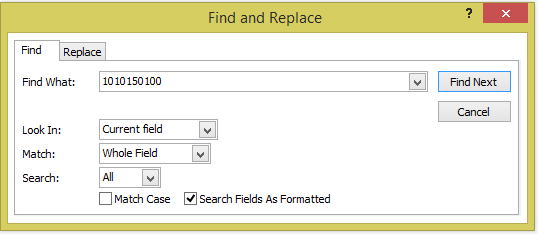 Find and Replace
?
Find Replace
Find What: 1010150100 Find Next
Cancel
Look In: Current field
Match: Whole Field
Search: All
Match Case Search Fields As Formatted